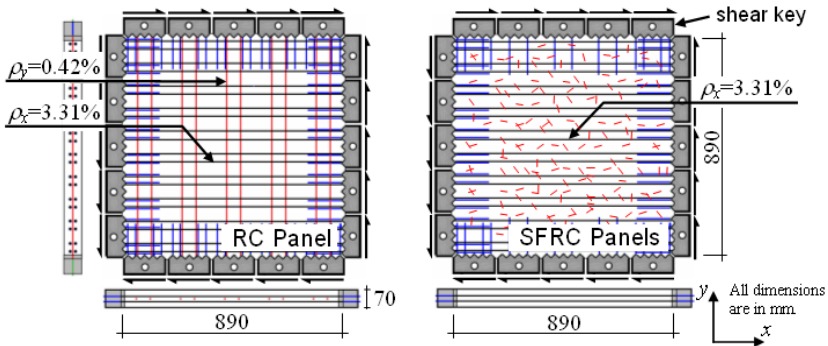 shear key
ρy=0.42%
ρx=3.31%
ρx=3.31%
890
RC Panel
SFRC Panels
70
890
890
y
x
All dimensions
are in mm